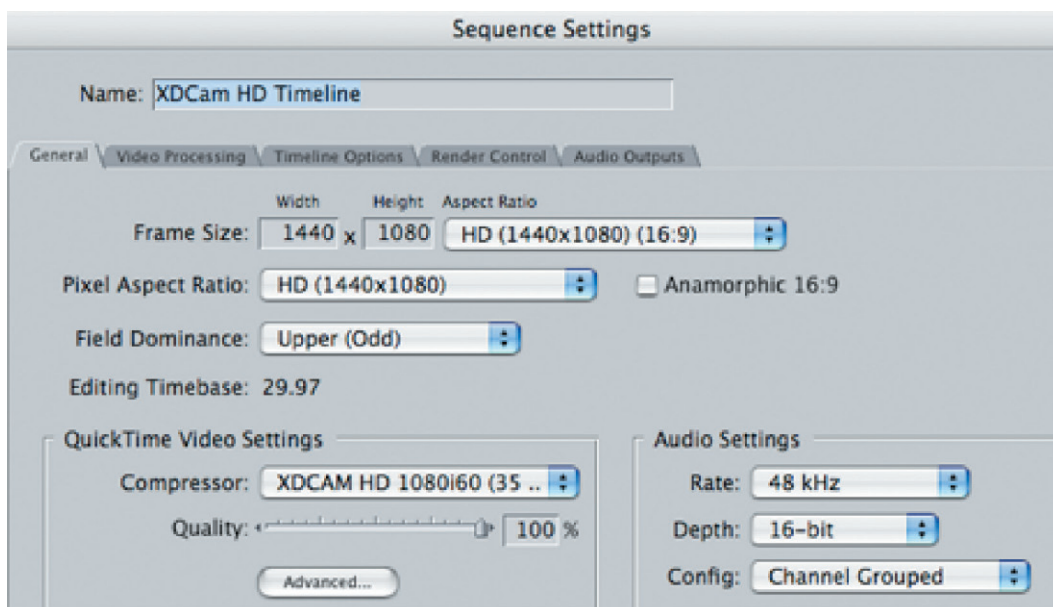 Sequence Settings
Name: XDCam HD Timeline
General Video Processing Timeline Options Render Control Audio Outputs
Width Height Aspect Ratio
Frame Size: 1440 x 1080 HD (1440x1080) (16:9)
Pixel Aspect Ratio: HD (1440x1080) Anamorphic 16:9
Field Dominance: Upper (Odd)
Editing Timebase: 29.97
QuickTime Video Settings
Compressor: XDCAM HD 1080i60 (35 ..
Quality: 100 %
Advanced...
Audio Settings
Rate: 48 kHz
Depth: 16-bit
Config: Channel Grouped